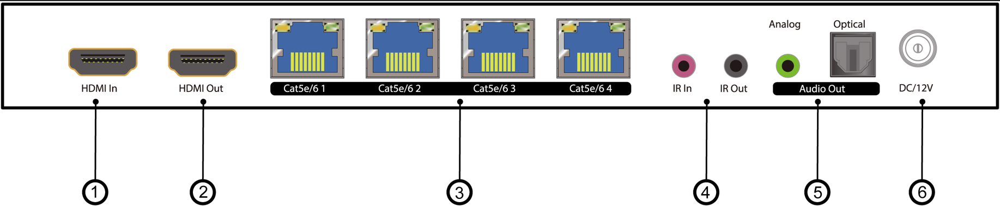 Analog
Optical
HDMI In
HDMI Out
Cat5e/6 1
Cat5e/6 2
Cat5e/6 3
Cat5e/6 4
IR In
IR Out
Audio Out
DC/12V
1
2
3
4
5
6